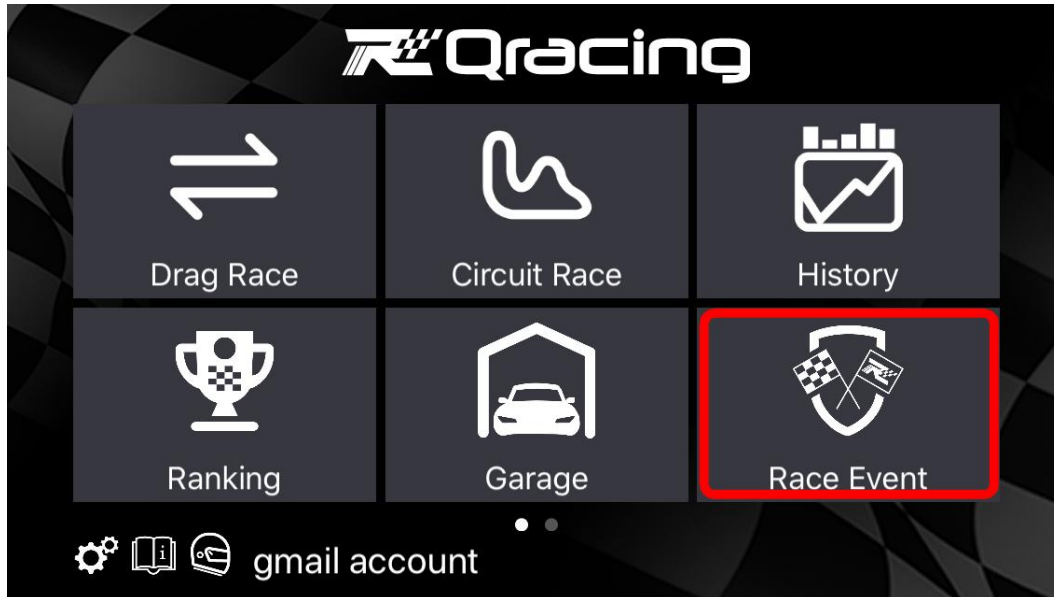 Qracing
Drag Race
Circuit Race
History
Ranking
Garage
Race Event
i
gmail account